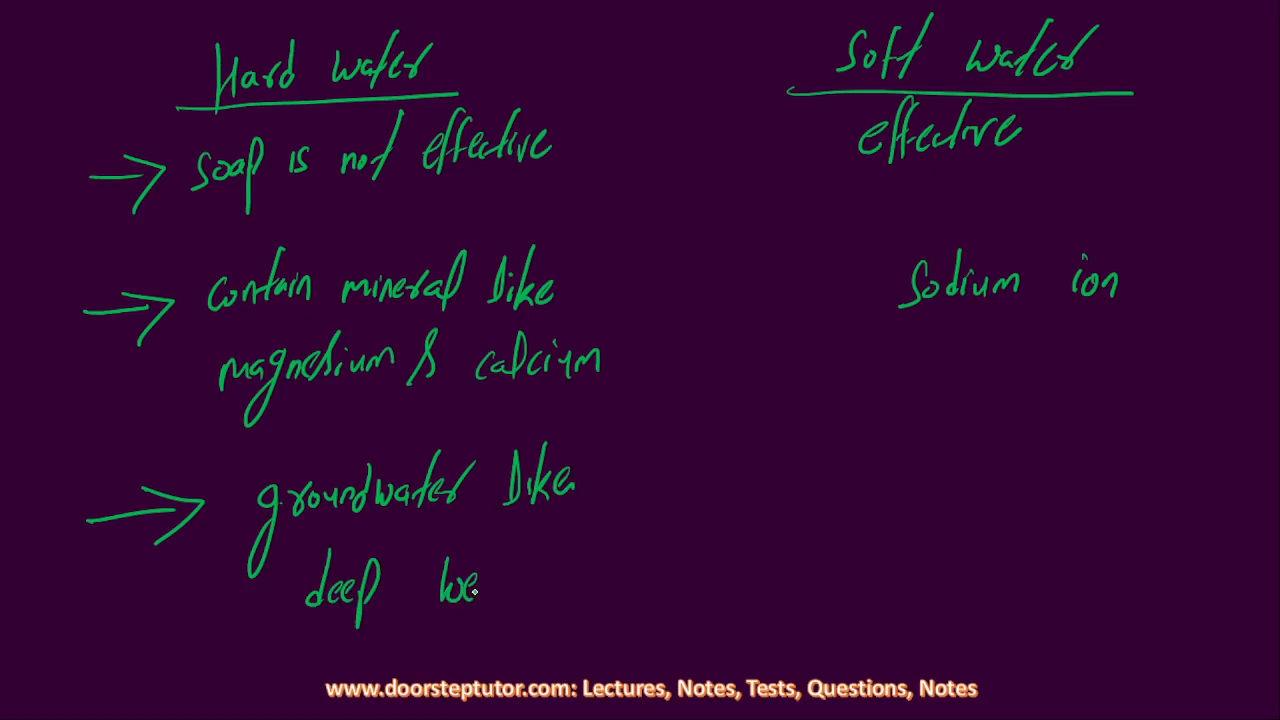 Hard water
Soft water
soap is not effective
effective
contain mineral like
magnesium & calcium
Sodium ion
groundwater like
deep we
www.doorsteptutor.com: Lectures, Notes, Tests, Questions, Notes